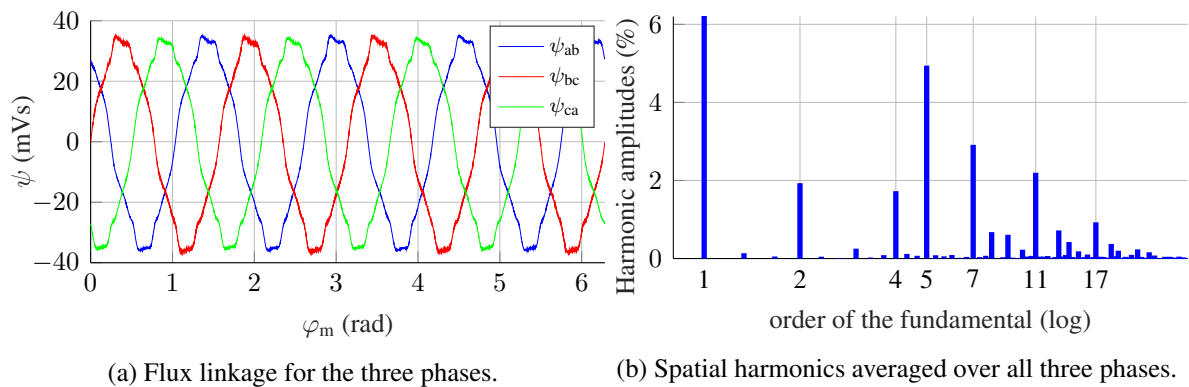 40
20
0
−20
−40
0
1
2
3
4
5
6
φm (rad)
ψ (mVs)
ψab
ψbc
ψca
(a) Flux linkage for the three phases.
6
4
2
0
1
2
4
5
7
11
17
order of the fundamental (log)
Harmonic amplitudes (%)
(b) Spatial harmonics averaged over all three phases.